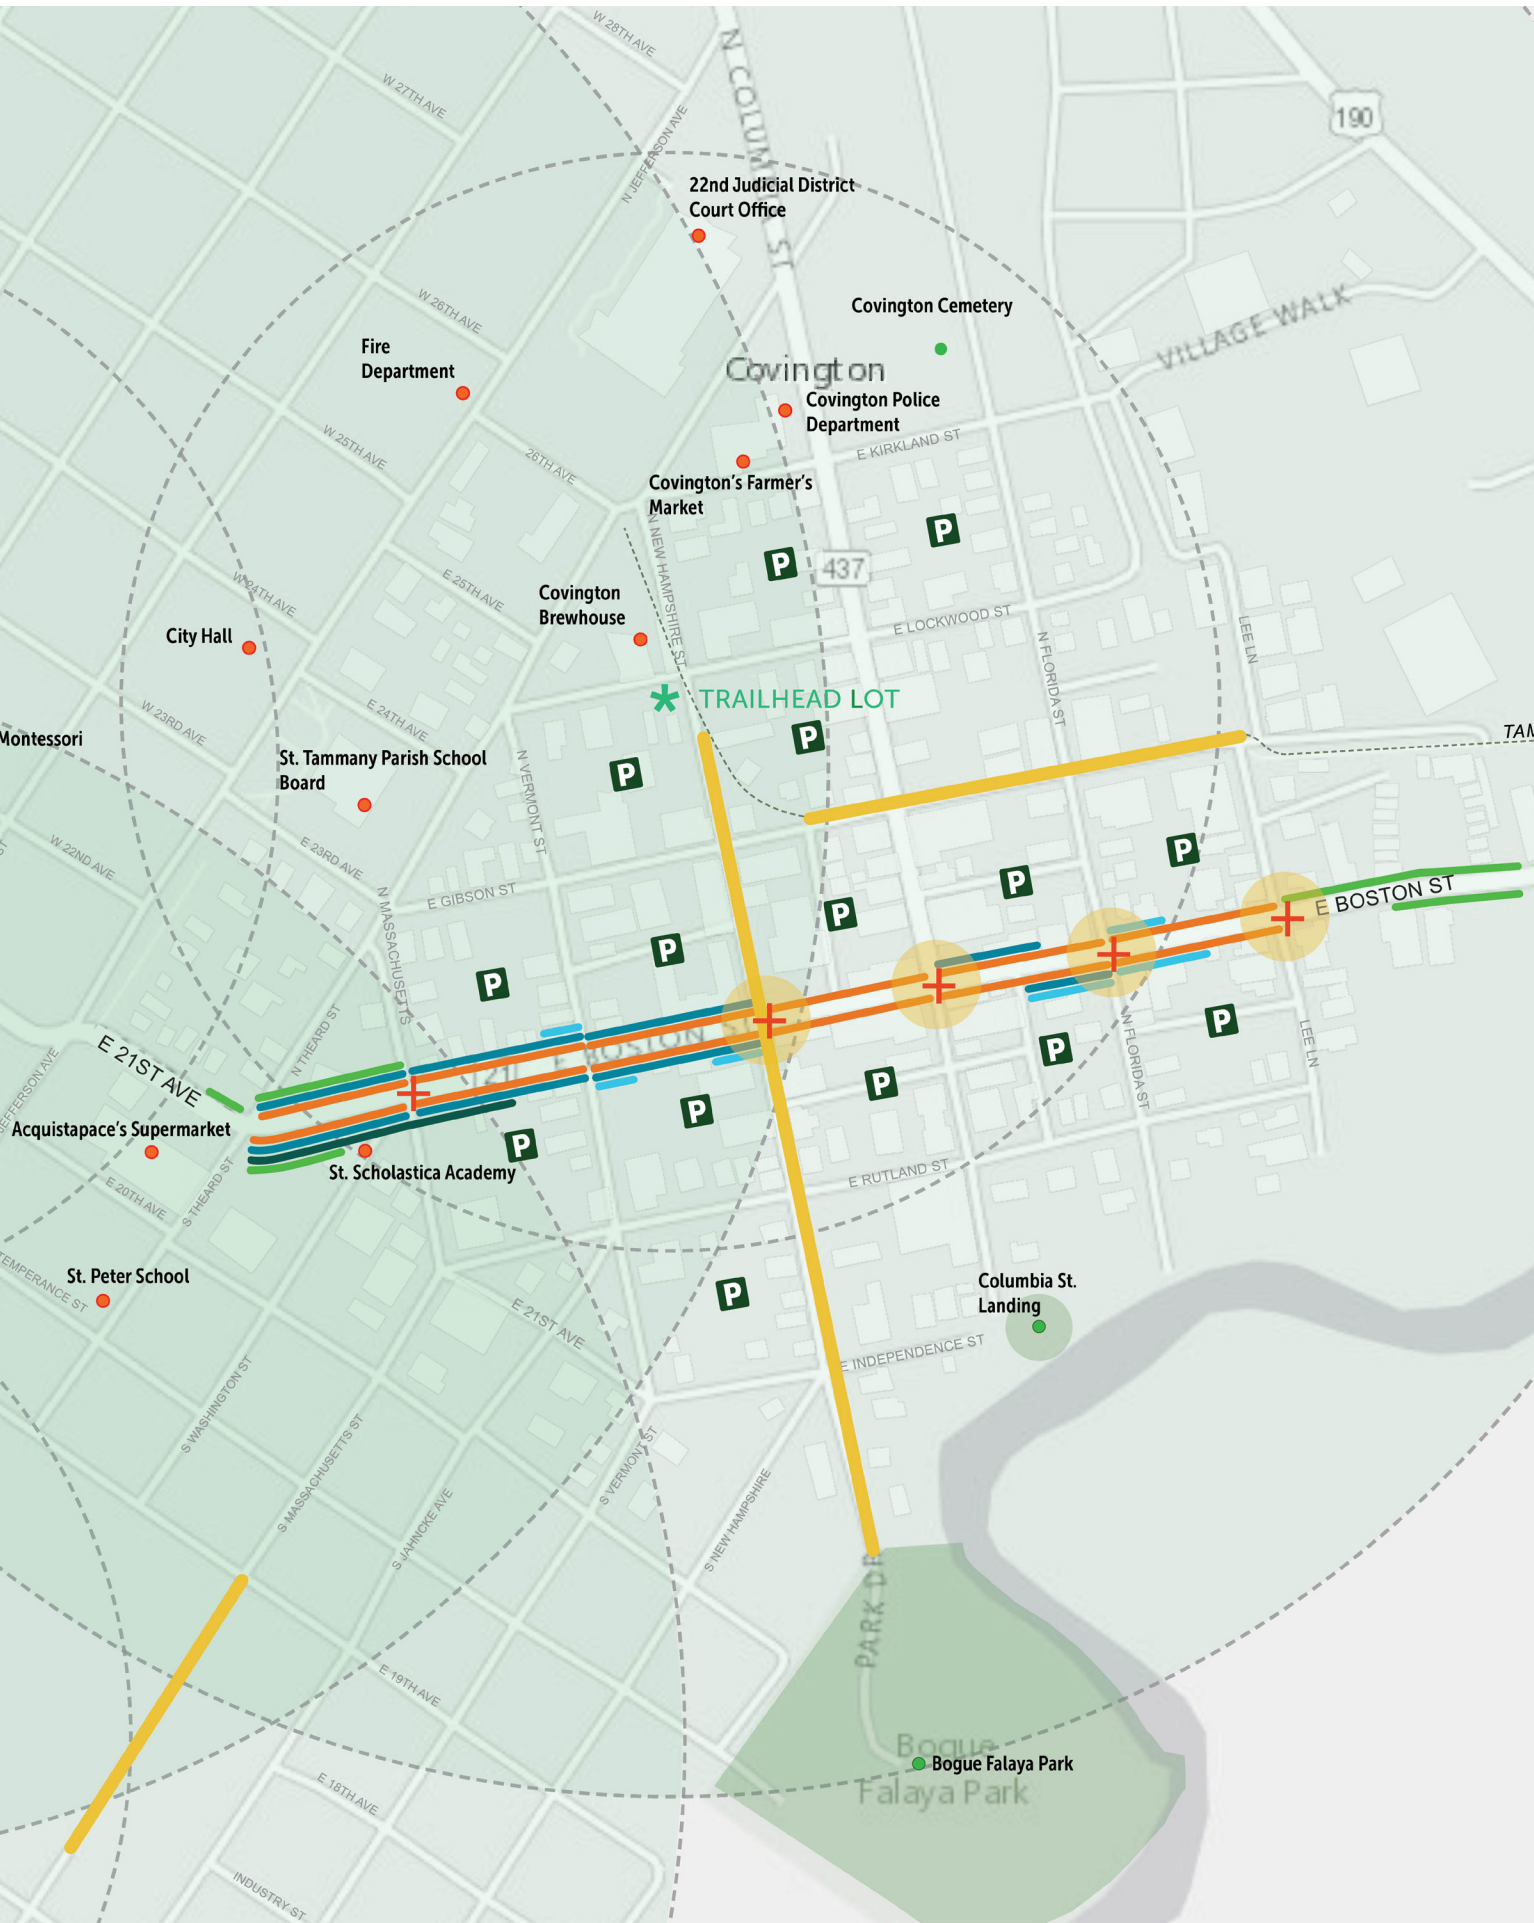 W 28TH AVE
N COLUMBIA ST
W 27TH AVE
190
N JEFFERSON AVE
22nd Judicial District
Court Office
W 26TH AVE
Covington Cemetery
VILLAGE WALK
Fire
Department
Covington
Covington Police
Department
W 25TH AVE
26TH AVE
E KIRKLAND ST
Covington's Farmer's
Market
P
P
437
N NEW HAMPSHIRE ST
W 24TH AVE
E 25TH AVE
Covington
Brewhouse
E LOCKWOOD ST
City Hall
LEE LN
N FLORIDA ST
TRAILHEAD LOT
E 24TH AVE
W 23RD AVE
Montessori
P
TAM
St. Tammany Parish School
Board
P
N VERMONT ST
W 22ND AVE
E 23RD AVE
P
P
E GIBSON ST
P
E BOSTON ST
N MASSACHUSETTS
P
P
N THEARD ST
E BOSTON ST
P
N FLORIDA ST
LEE LN
P
E 21ST AVE
21
JEFFERSON AVE
P
P
Acquistapace's Supermarket
P
St. Scholastica Academy
E 20TH AVE
S THEARD ST
E RUTLAND ST
TEMPERANCE ST
St. Peter School
P
Columbia St.
Landing
E 21ST AVE
E INDEPENDENCE ST
S WASHINGTON ST
S MASSACHUSETTS ST
S JAHNCKE AVE
S VERMONT ST
S NEW HAMPSHIRE
PARK DR
E 19TH AVE
Bogue
Falaya Park
Bogue Falaya Park
E 18TH AVE
INDUSTRY ST